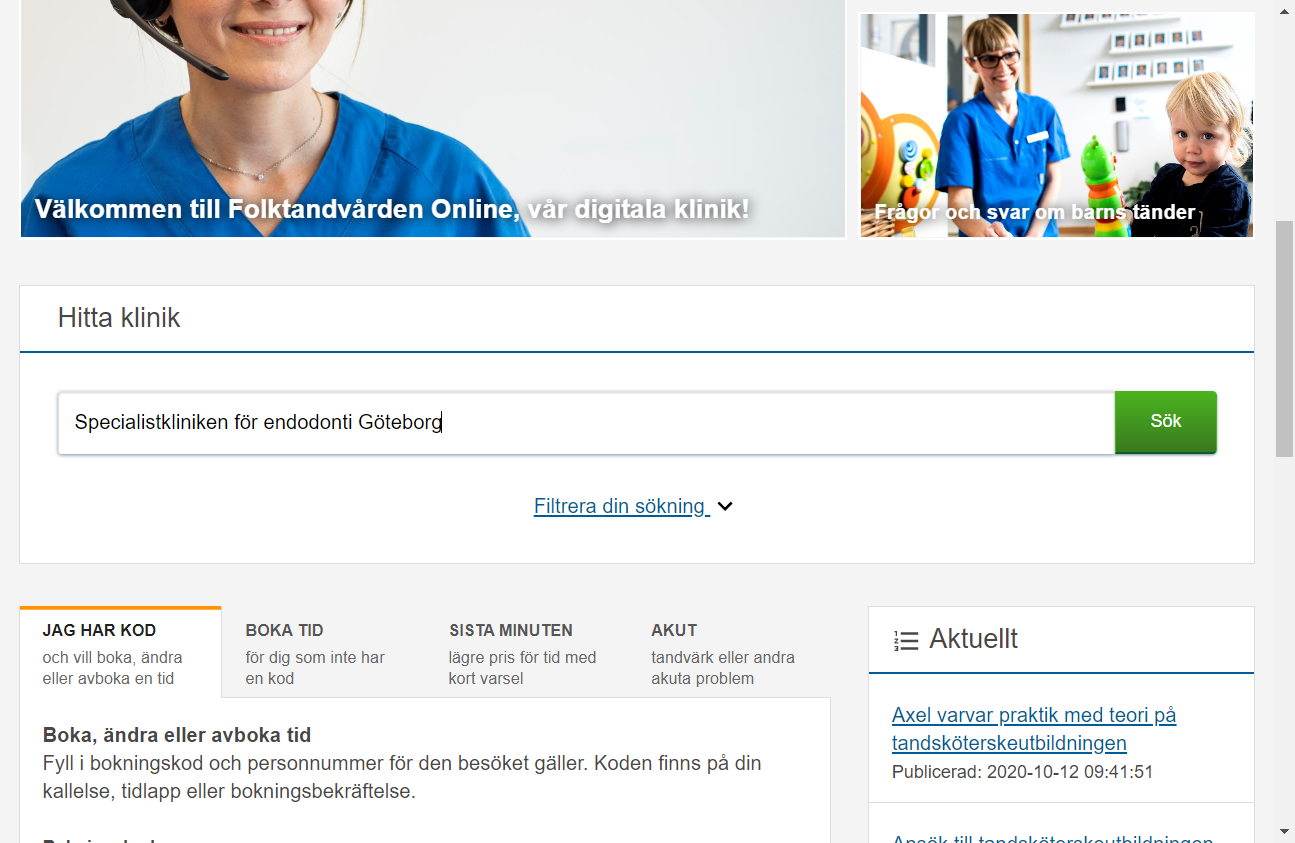 Välkommen till Folktandvården Online, vår digitala klinik!
Frågor och svar om barns tänder
Hitta klinik
Specialistkliniken för endodonti Göteborg
Sök
Filtrera din sökning
JAG HAR KOD
och vill boka, ändra
eller avboka en tid
BOKA TID
för dig som inte har
en kod
SISTA MINUTEN
lägre pris för tid med
kort varsel
AKUT
tandvärk eller andra
akuta problem
Boka, ändra eller avboka tid
Fyll i bokningskod och personnummer för den besöket gäller. Koden finns på din
kallelse, tidlapp eller bokningsbekräftelse.
Aktuellt
Axel varvar praktik med teori på
tandsköterskeutbildningen
Publicerad: 2020-10-12 09:41:51
Ansök till tandsköterskeutbildningen